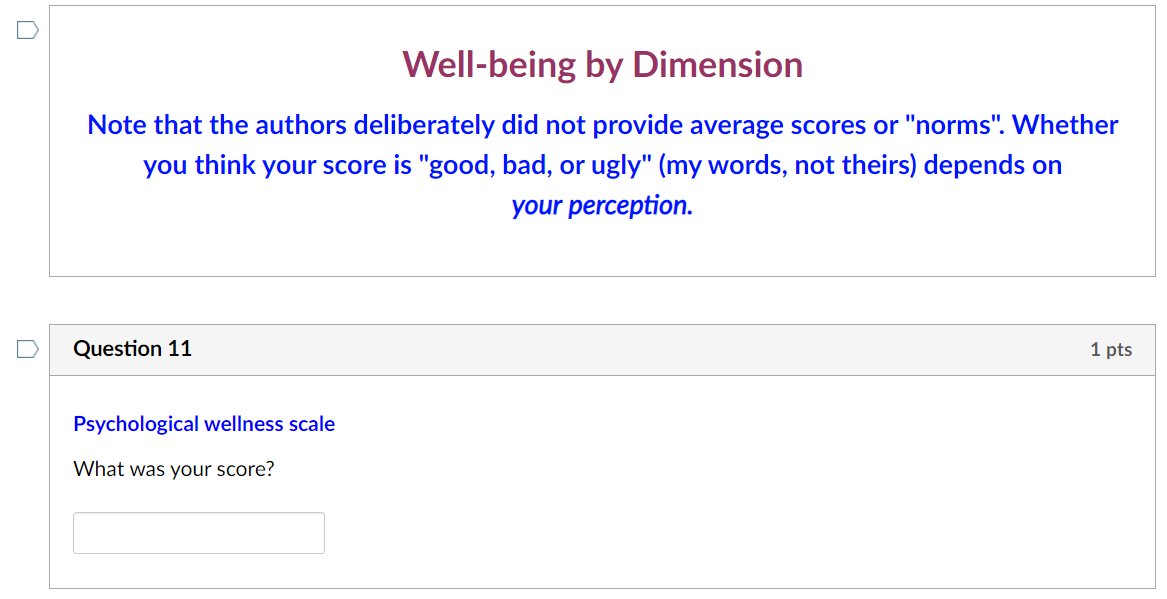 Well-being by Dimension
Note that the authors deliberately did not provide average scores or "norms". Whether
you think your score is "good, bad, or ugly" (my words, not theirs) depends on
your perception.
Question 11
1 pts
Psychological wellness scale
What was your score?